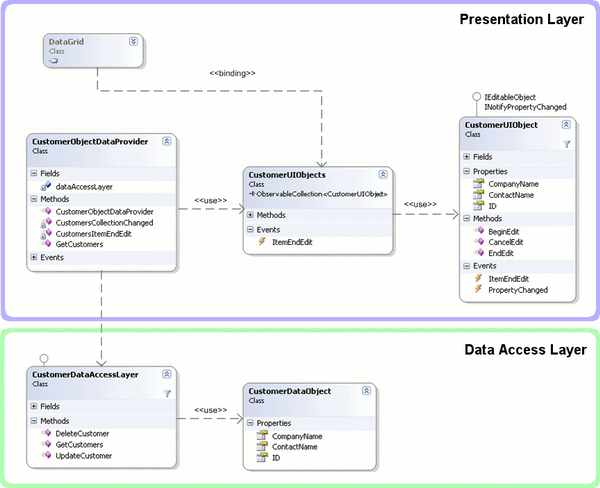 Presentation Layer
DataGrid
Class
<<binding>>
IEditableObject
INotifyPropertyChanged
CustomerObjectDataProvider
Class
Fields
dataAccessLayer
Methods
CustomerObjectDataProvider
CustomersCollectionChanged
CustomersItemEndEdit
GetCustomers
Events
<<use>>
CustomerUIObjects
Class
ObservableCollection<CustomerUIObject>
Methods
Events
ItemEndEdit
<<use>>
CustomerUIObject
Class
Fields
Properties
CompanyName
ContactName
ID
Methods
BeginEdit
CancelEdit
EndEdit
Events
ItemEndEdit
PropertyChanged
Data Access Layer
CustomerDataAccessLayer
Class
Fields
Methods
DeleteCustomer
GetCustomers
UpdateCustomer
<<use>>
CustomerDataObject
Class
Properties
CompanyName
ContactName
ID